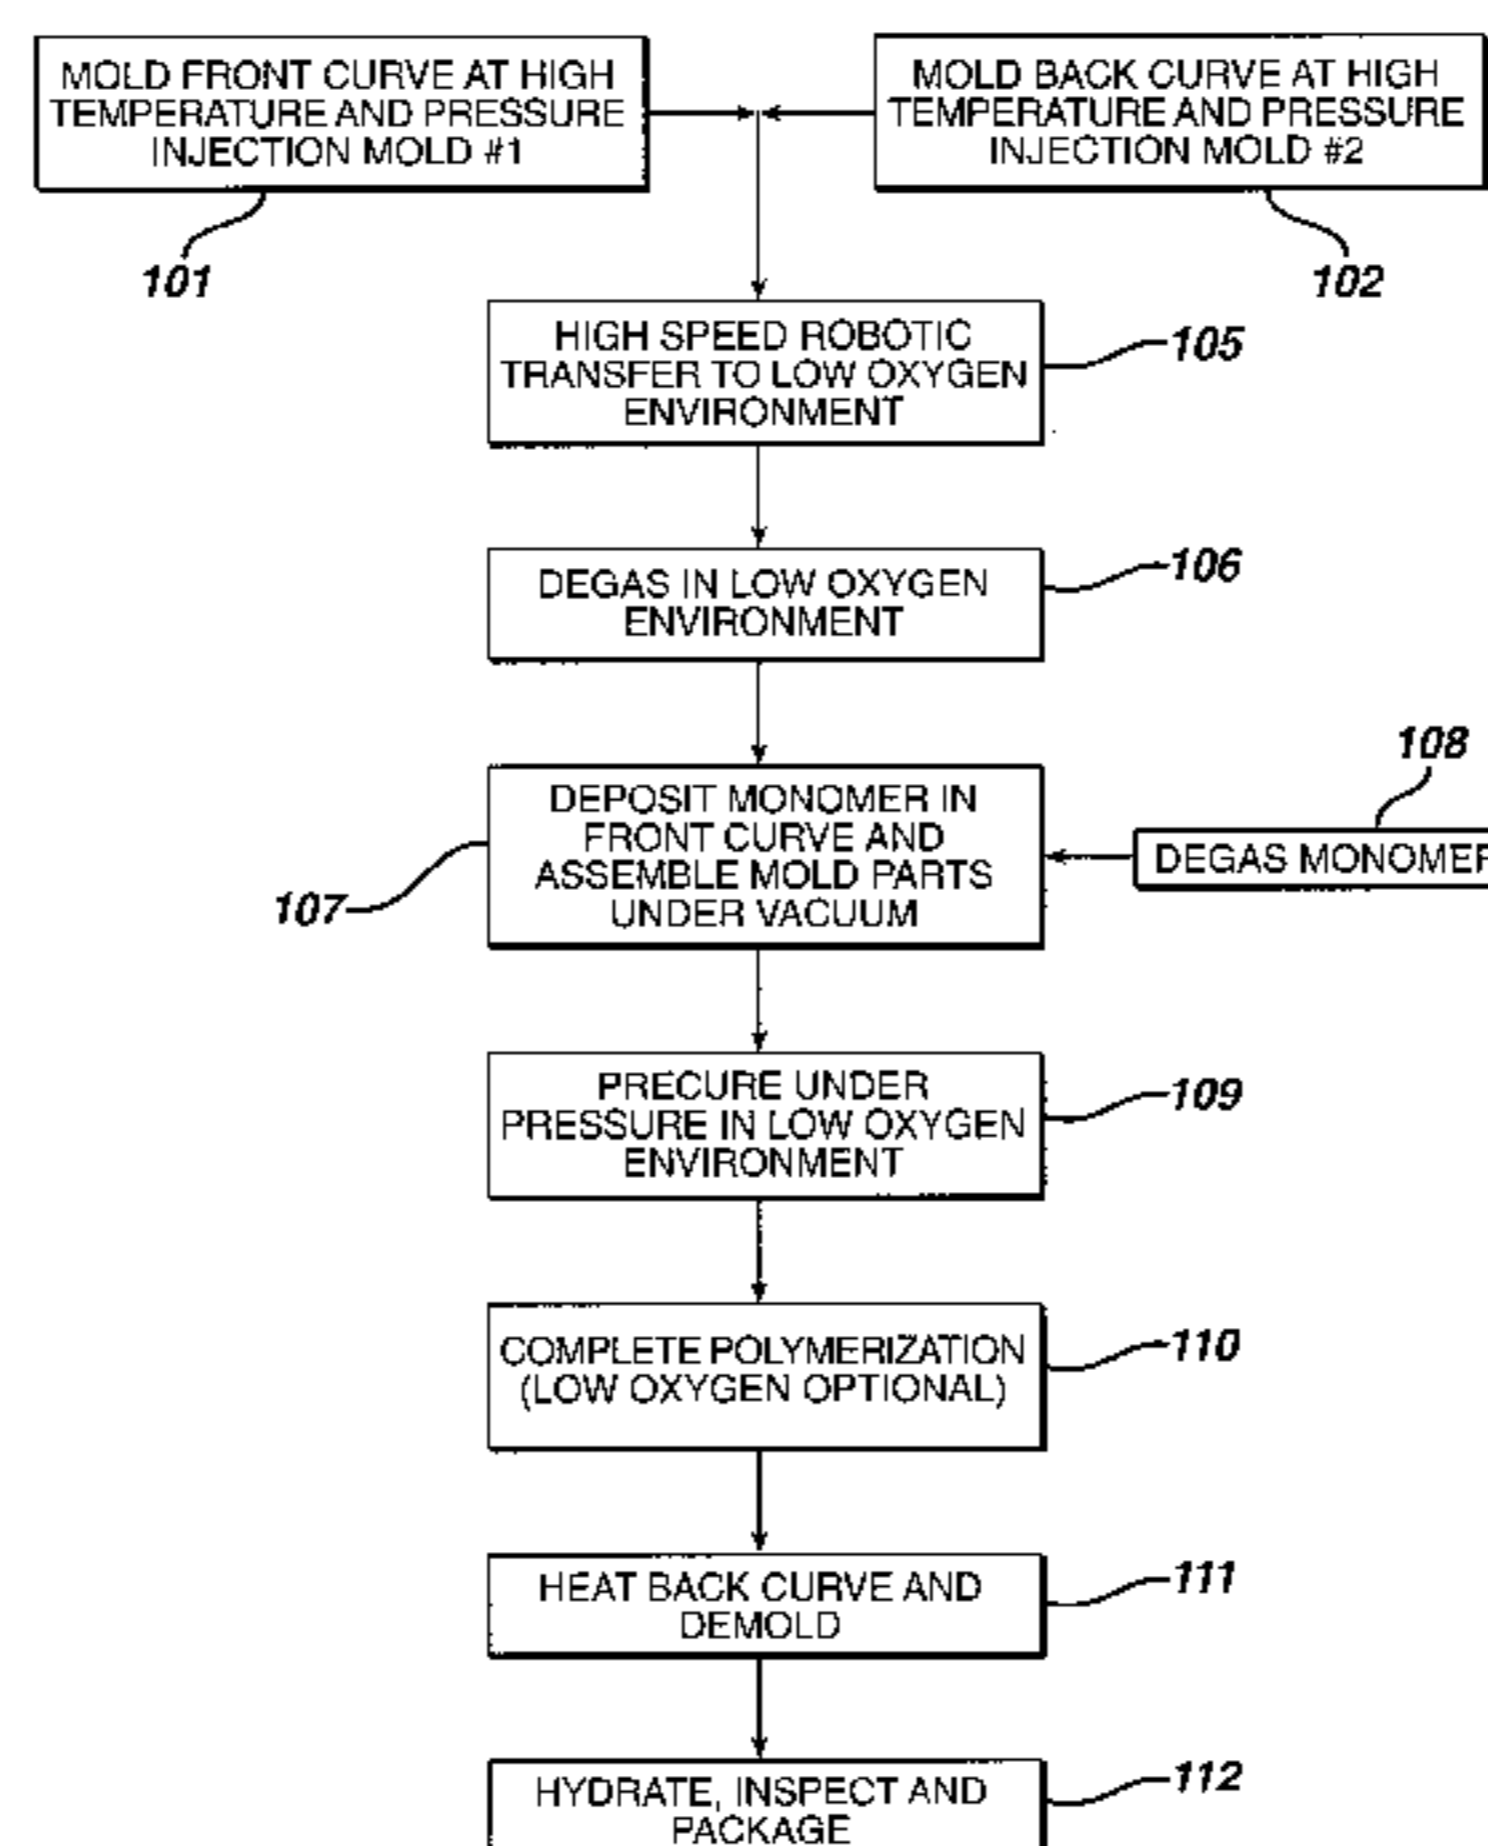 MOLD FRONT CURVE AT HIGH
TEMPERATURE AND PRESSURE
INJECTION MOLD #1
101
MOLD BACK CURVE AT HIGH
TEMPERATURE AND PRESSURE
INJECTION MOLD #2
102
HIGH SPEED ROBOTIC
TRANSFER TO LOW OXYGEN
ENVIRONMENT
105
DEGAS IN LOW OXYGEN
ENVIRONMENT
106
DEPOSIT MONOMER IN
FRONT CURVE AND
ASSEMBLE MOLD PARTS
UNDER VACUUM
107
108
DEGAS MONOMER
PRECURE UNDER
PRESSURE IN LOW OXYGEN
ENVIRONMENT
109
COMPLETE POLYMERIZATION
(LOW OXYGEN OPTIONAL)
110
HEAT BACK CURVE AND
DEMOLD
111
HYDRATE, INSPECT AND
PACKAGE
112